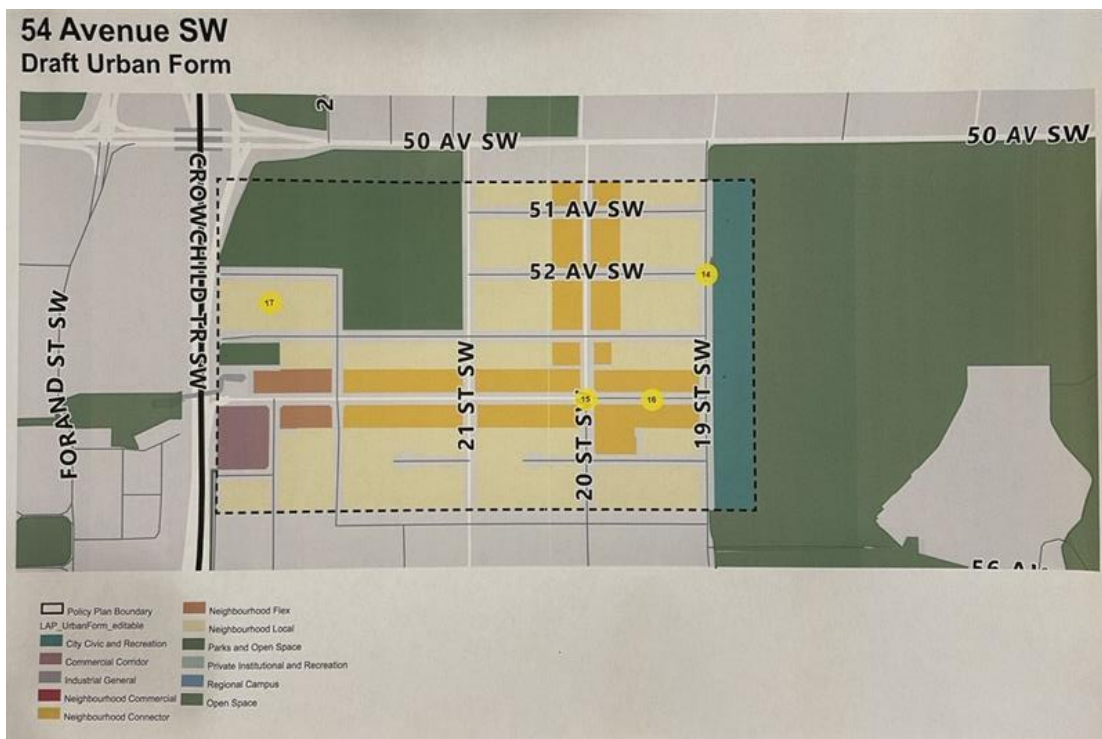 54 Avenue SW
Draft Urban Form
2
50 AV SW
50 AV SW
CROWCHILD TR SW
51 AV SW
52 AV SW
14
17
FORAND ST SW
21 ST SW
19 ST SW
15
16
20 ST SW
Policy Plan Boundary
LAP_UrbanForm_editable
City Civic and Recreation
Commercial Corridor
Industrial General
Neighbourhood Commercial
Neighbourhood Connector
Neighbourhood Flex
Neighbourhood Local
Parks and Open Space
Private Institutional and Recreation
Regional Campus
Open Space